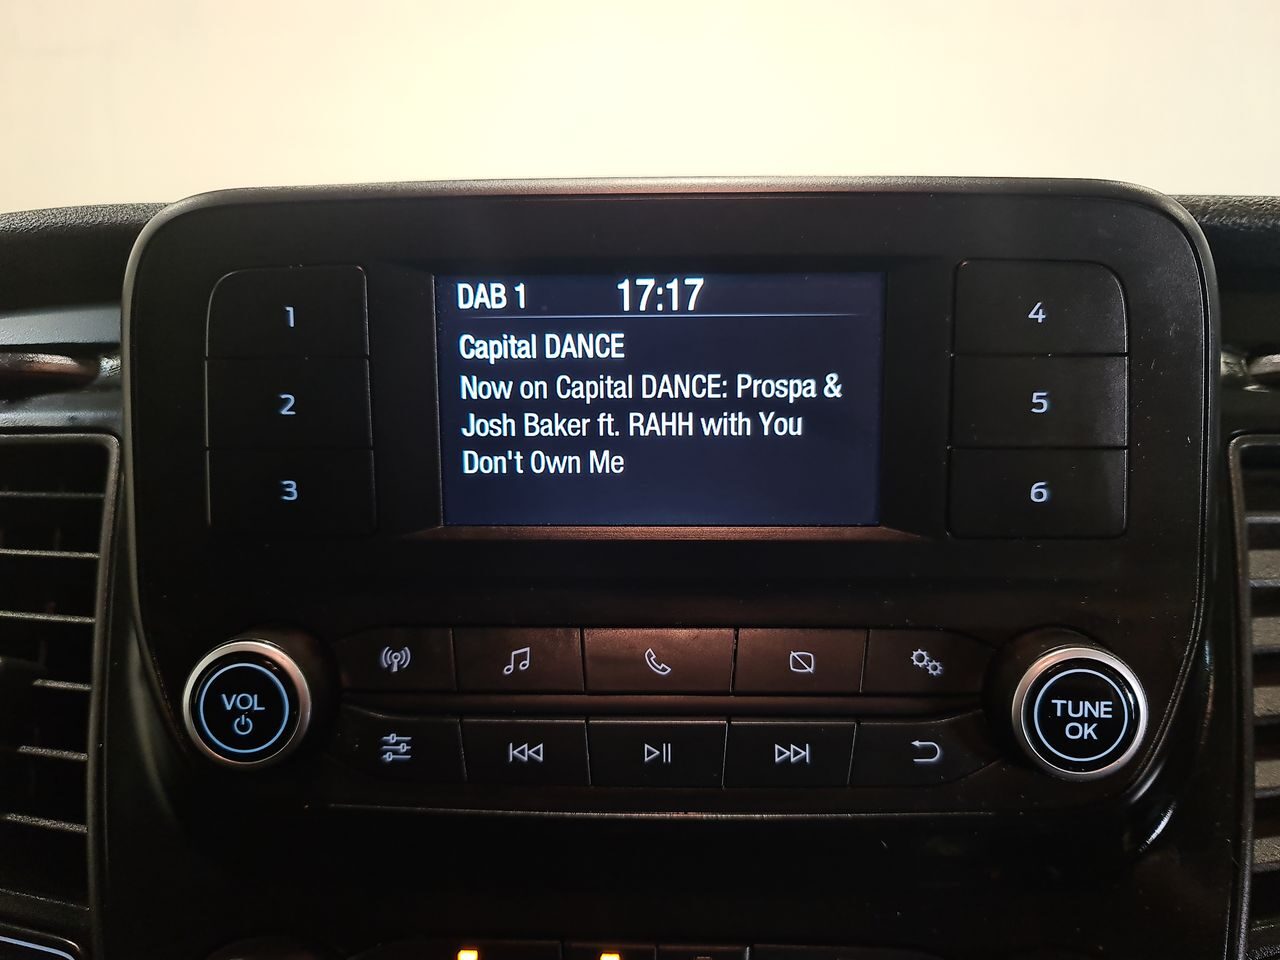 DAB 1 17:17
Capital DANCE
Now on Capital DANCE: Prospa &
Josh Baker ft. RAHH with You
Don't Own Me
1
2
3
4
5
6
VOL
TUNE
OK